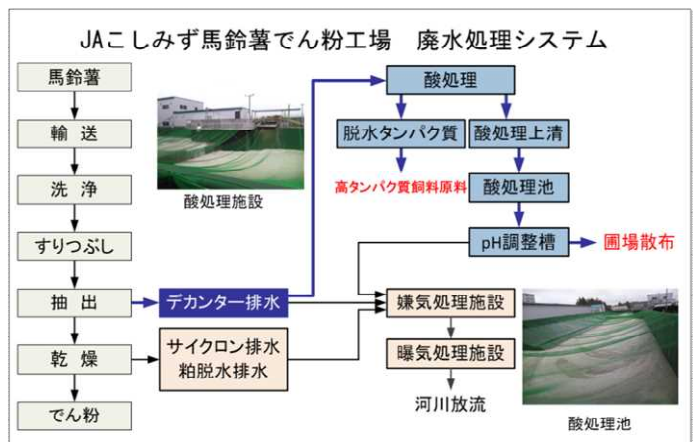 JAこしみず馬鈴薯でん粉工場　廃水処理システム
馬鈴薯
輸 送
洗 浄
すりつぶし
抽 出
乾 燥
でん粉
酸処理施設
デカンター排水
サイクロン排水
粕脱水排水
酸処理
脱水タンパク質
酸処理上清
高タンパク質飼料原料
酸処理池
pH調整槽
圃場散布
嫌気処理施設
曝気処理施設
河川放流
酸処理池